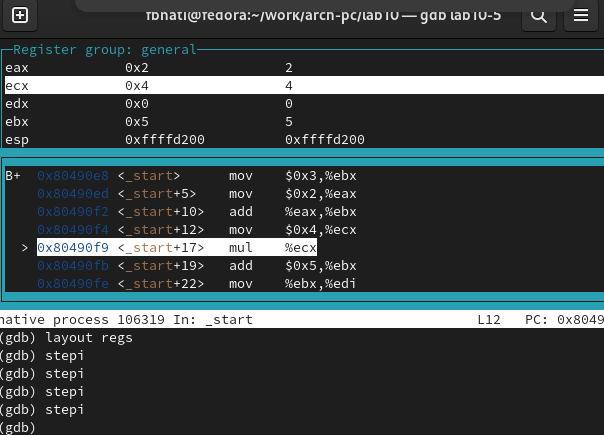 fbnati@fedora:~/work/arch-pc/lab10 — gdb lab10-5
Register group: general
eax 0x2 2
ecx 0x4 4
edx 0x0 0
ebx 0x5 5
esp 0xffffd200 0xffffd200
B+ 0x80490e8 <_start> mov $0x3,%ebx
0x80490ed <_start+5> mov $0x2,%eax
0x80490f2 <_start+10> add %eax,%ebx
0x80490f4 <_start+12> mov $0x4,%ecx
> 0x80490f9 <_start+17> mul %ecx
0x80490fb <_start+19> add $0x5,%ebx
0x80490fe <_start+22> mov %ebx,%edi
native process 106319 In: _start L12 PC: 0x8049
(gdb) layout regs
(gdb) stepi
(gdb) stepi
(gdb) stepi
(gdb) stepi
(gdb)